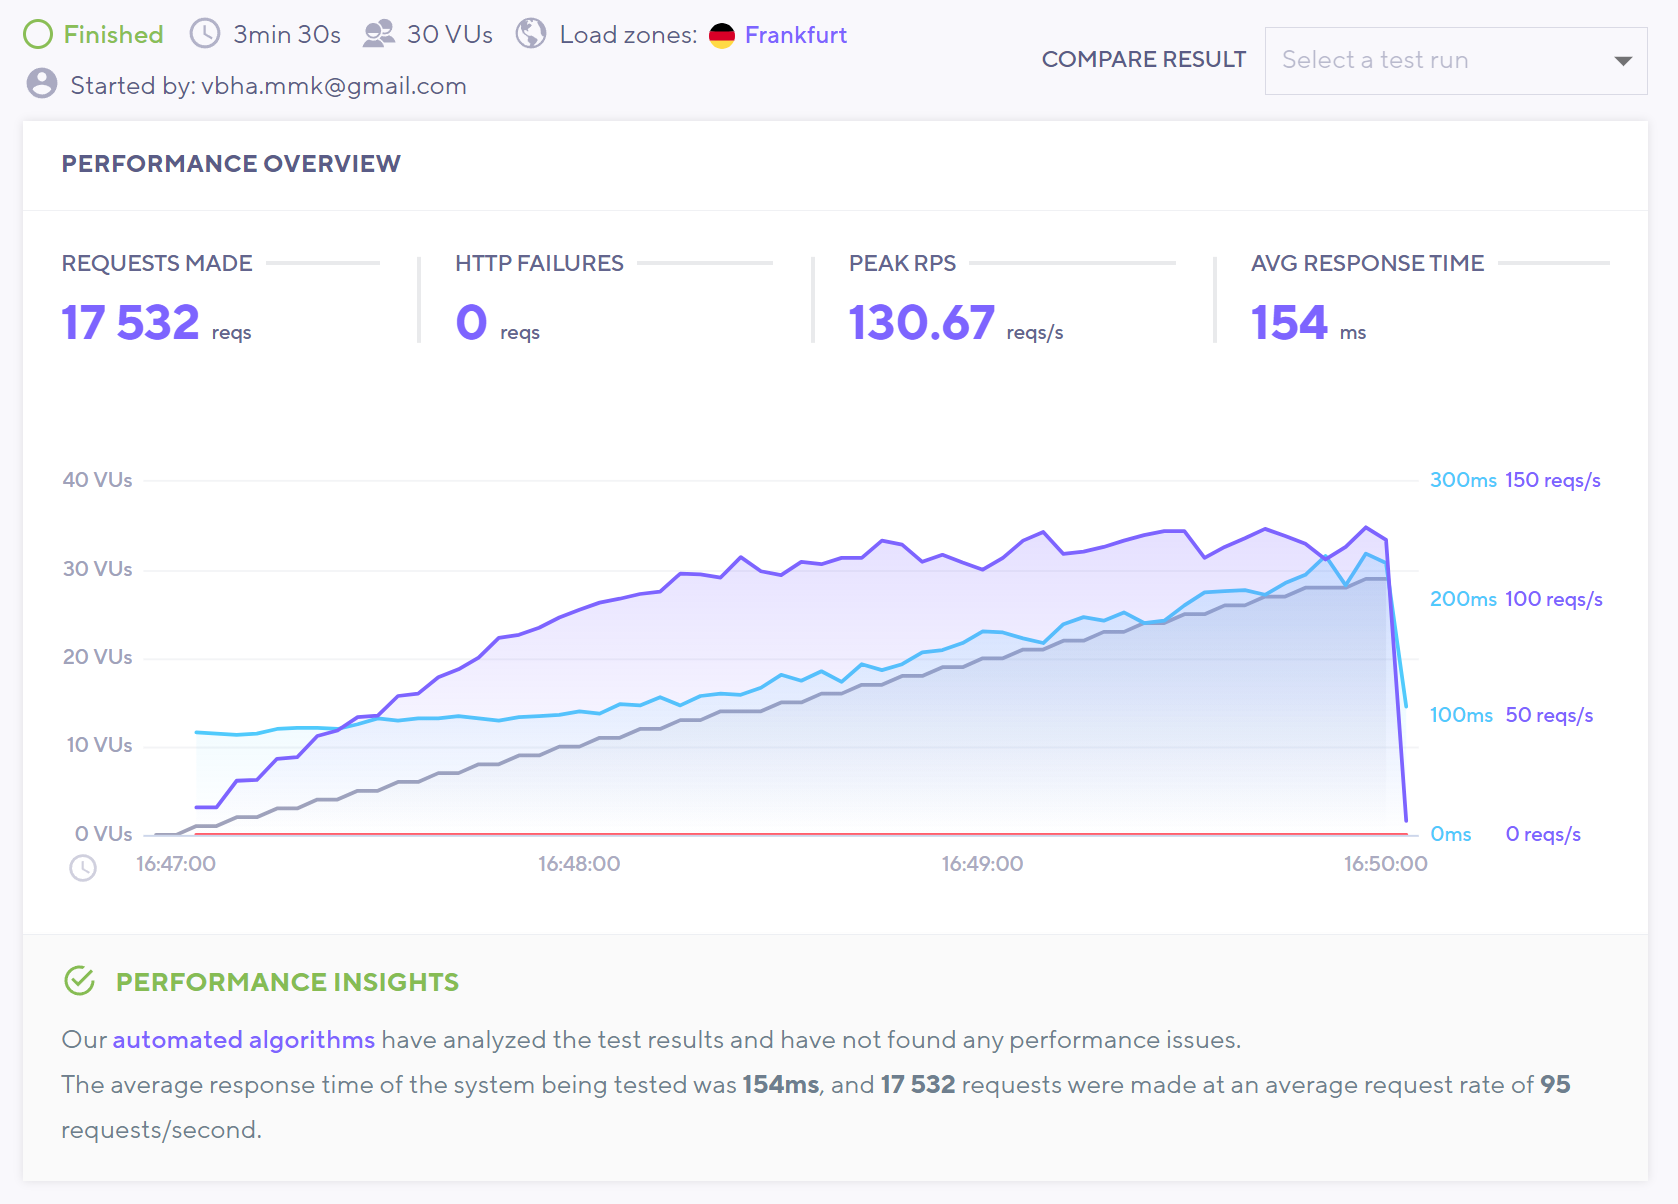 Finished 3min 30s 30 VUs Load zones: Frankfurt
Started by: vbha.mmk@gmail.com
COMPARE RESULT Select a test run
PERFORMANCE OVERVIEW
REQUESTS MADE HTTP FAILURES PEAK RPS AVG RESPONSE TIME
17 532 reqs 0 reqs 130.67 reqs/s 154 ms
40 VUs 300ms 150 reqs/s
30 VUs
200ms 100 reqs/s
20 VUs
100ms 50 reqs/s
10 VUs
0 VUs 0ms 0 reqs/s
16:47:00 16:48:00 16:49:00 16:50:00
PERFORMANCE INSIGHTS
Our automated algorithms have analyzed the test results and have not found any performance issues.
The average response time of the system being tested was 154ms, and 17 532 requests were made at an average request rate of 95
requests/second.